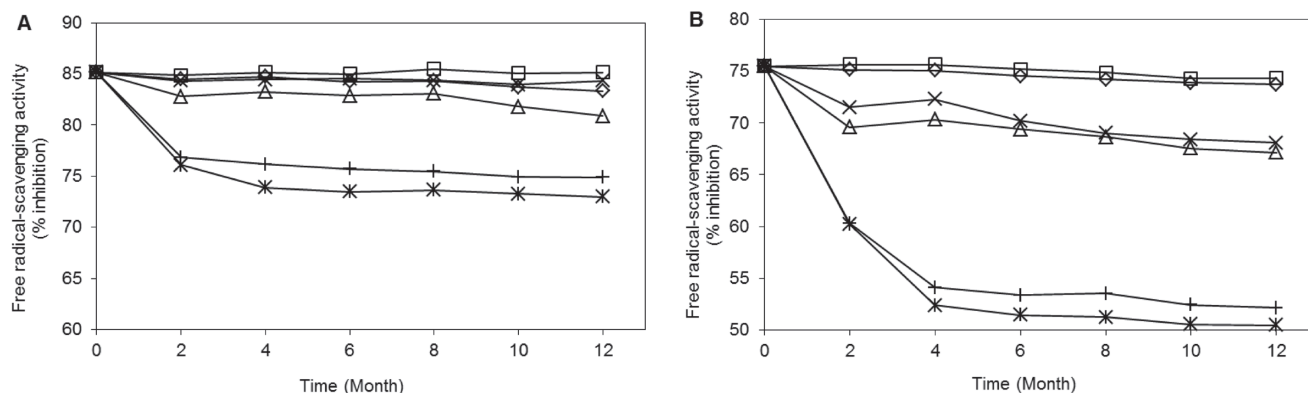 A
Free radical-scavenging activity
(% inhibition)
90
85
80
75
70
65
60
0 2 4 6 8 10 12
Time (Month)
B
Free radical-scavenging activity
(% inhibition)
80
75
70
65
60
55
50
0 2 4 6 8 10 12
Time (Month)